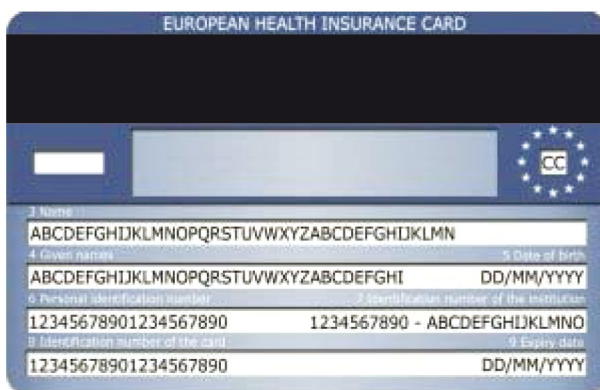 EUROPEAN HEALTH INSURANCE CARD
CC
3 Name
ABCDEFGHIJKLMNOPQRSTUVWXYZABCDEFGHIJKLMN
4 Given names 5 Date of birth
ABCDEFGHIJKLMNOPQRSTUVWXYZABCDEFGHI DD/MM/YYYY
6 Personal identification number 7 Identification number of the institution
12345678901234567890 1234567890 - ABCDEFGHIJKLMNO
8 Identification number of the card 9 Expiry date
12345678901234567890 DD/MM/YYYY